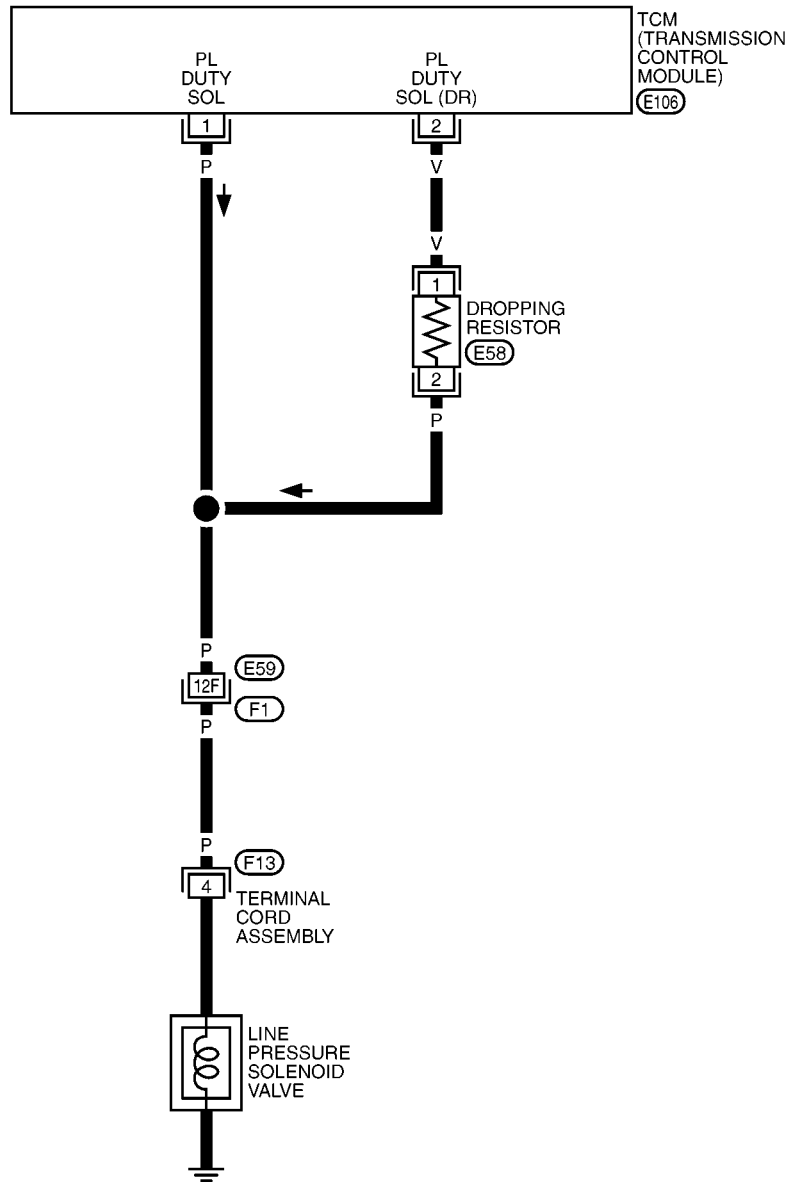 TCM
(TRANSMISSION
CONTROL
MODULE)
E106
PL
DUTY
SOL
PL
DUTY
SOL (DR)
1
2
P
V
V
1
DROPPING
RESISTOR
E58
2
P
P
E59
12F
F1
P
P
F13
4
TERMINAL
CORD
ASSEMBLY
LINE
PRESSURE
SOLENOID
VALVE